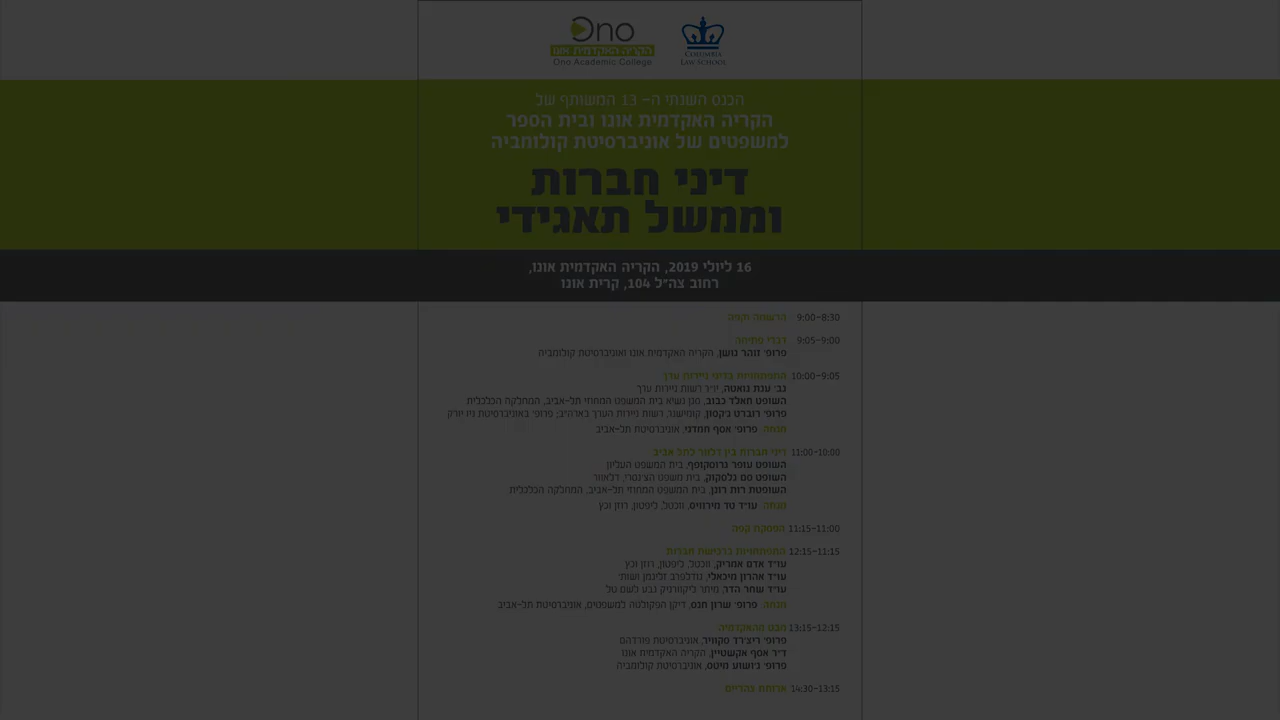 Ono
הקריה האקדמית אונו
Ono Academic College
COLUMBIA
LAW SCHOOL
הכנס השנתי ה- 13 המשותף של
הקריה האקדמית אונו ובית הספר
למשפטים של אוניברסיטת קולומביה
דיני חברות
וממשל תאגידי
16 ליולי 2019, הקריה האקדמית אונו,
רחוב צה"ל 104, קרית אונו
9:00-8:30 הרשמה וקפה
9:05-9:00 דברי פתיחה
פרופ' זוהר גושן, הקריה האקדמית אונו ואוניברסיטת קולומביה
10:00-9:05 התפתחויות בדיני ניירות ערך
גב' ענת גואטה, יו"ר רשות ניירות ערך
השופט חאלד כבוב, סגן נשיא בית המשפט המחוזי תל-אביב, המחלקה הכלכלית
פרופ' רוברט ג'קסון, קומישנר, רשות ניירות הערך בארה"ב; פרופ' באוניברסיטת ניו יורק
מנחה: פרופ' אסף חמדני, אוניברסיטת תל-אביב
11:00-10:00 דיני חברות בין דלוור לתל אביב
השופט עופר גרוסקופף, בית המשפט העליון
השופט סם גלסקוק, בית משפט הצ'נסרי, דלאוור
השופטת רות רונן, בית המשפט המחוזי תל-אביב, המחלקה הכלכלית
מנחה: עו"ד טד מירוויס, ווכטל, ליפטון, רוזן וכץ
11:15-11:00 הפסקת קפה
12:15-11:15 התפתחויות ברכישת חברות
עו"ד אדם אמריק, ווכטל, ליפטון, רוזן וכץ
עו"ד אהרון מיכאלי, גולדפרב זליגמן ושות'
עו"ד שחר הדר, מיתר ליקוורניק גבע לשם טל
מנחה: פרופ' שרון חנס, דיקן הפקולטה למשפטים, אוניברסיטת תל-אביב
13:15-12:15 מבט מהאקדמיה
פרופ' ריצ'רד סקוויר, אוניברסיטת פורדהם
ד"ר אסף אקשטיין, הקריה האקדמית אונו
פרופ' ג'ושוע מיטס, אוניברסיטת קולומביה
14:30-13:15 ארוחת צהריים